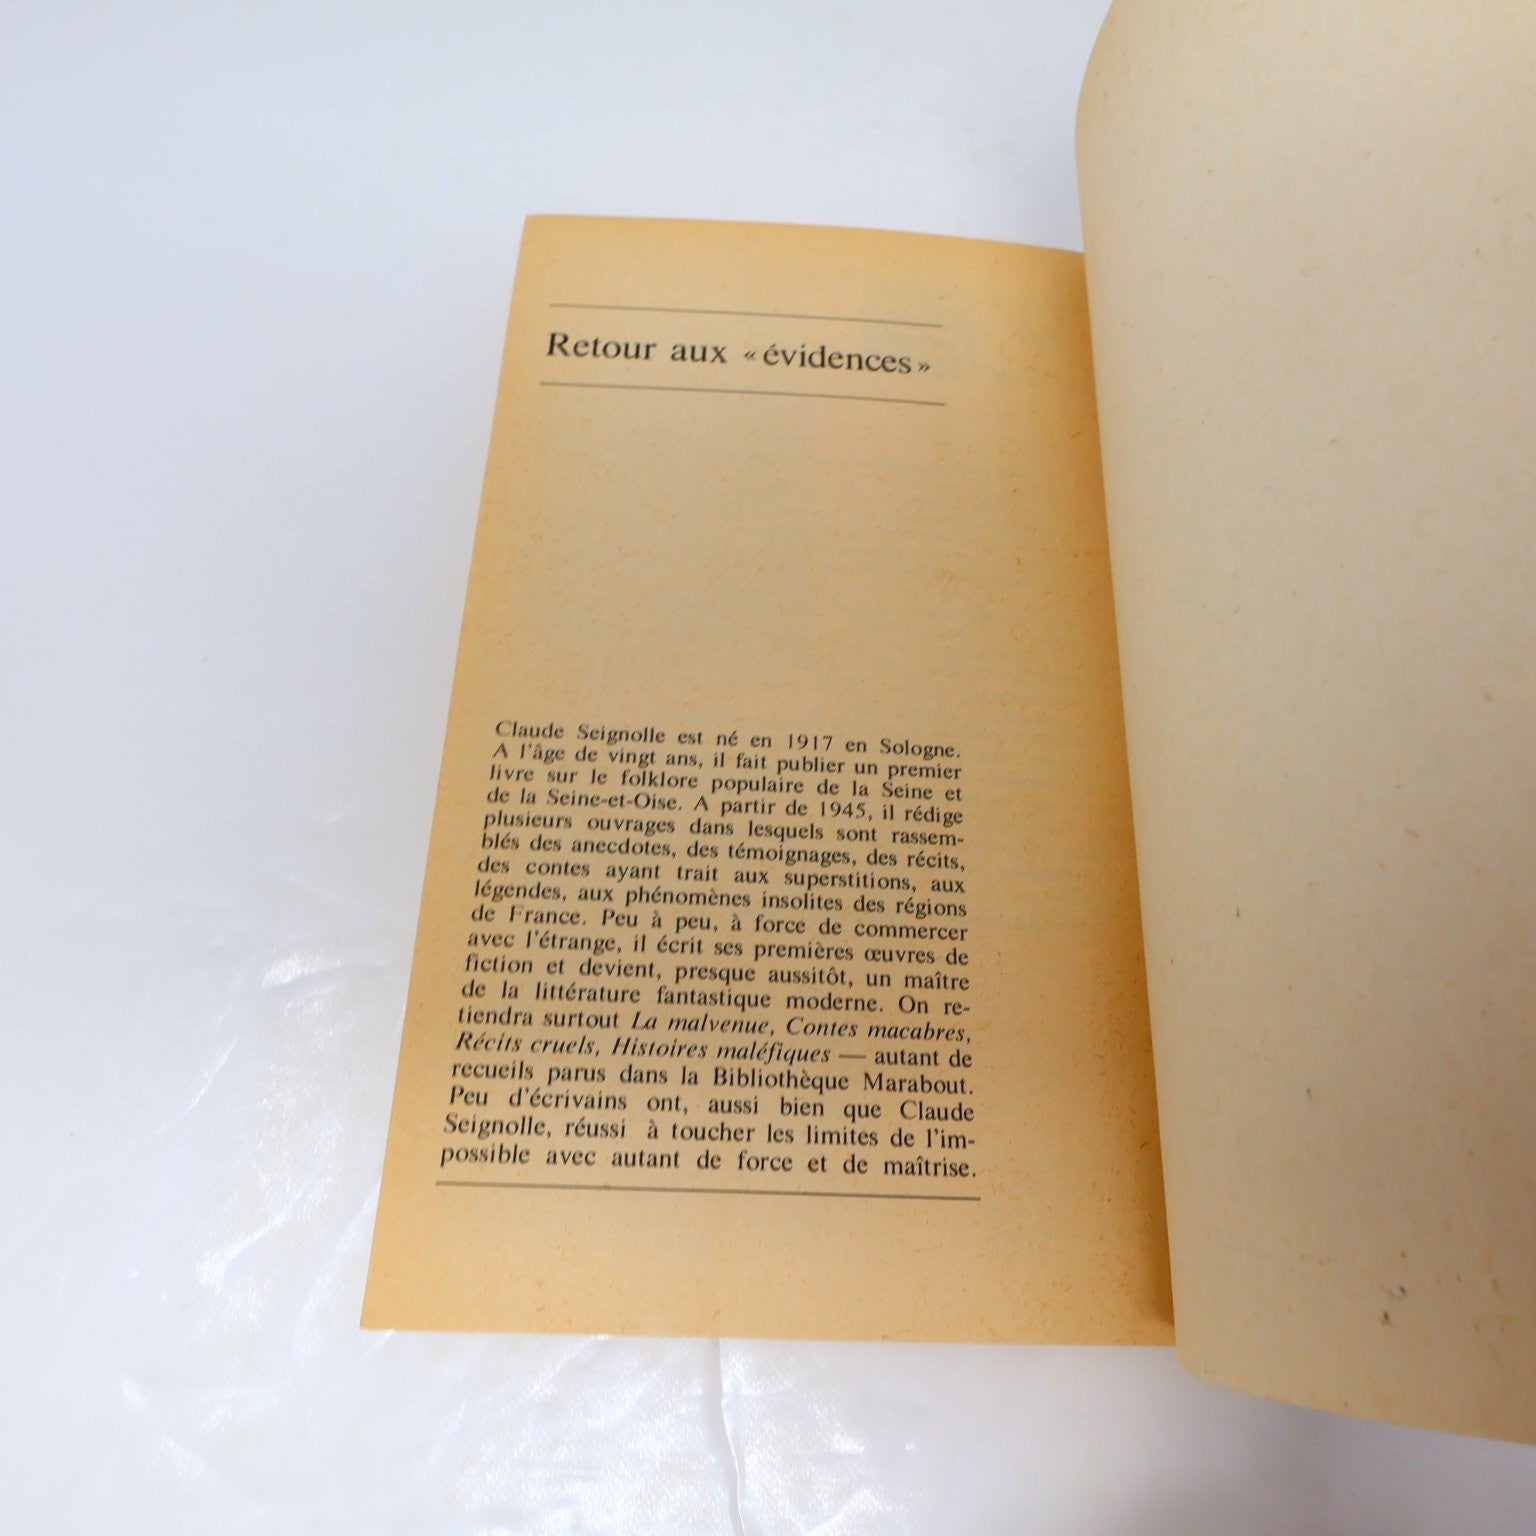 Retour aux « évidences »
Claude Seignolle est né en 1917 en Sologne.
A l'âge de vingt ans, il fait publier un premier
livre sur le folklore populaire de la Seine et
de la Seine-et-Oise. A partir de 1945, il rédige
plusieurs ouvrages dans lesquels sont rassem-
blés des anecdotes, des témoignages, des récits,
des contes ayant trait aux superstitions, aux
légendes, aux phénomènes insolites des régions
de France. Peu à peu, à force de commercer
avec l'étrange, il écrit ses premières œuvres de
fiction et devient, presque aussitôt, un maître
de la littérature fantastique moderne. On re-
tiendra surtout La malvenue, Contes macabres,
Récits cruels, Histoires maléfiques — autant de
recueils parus dans la Bibliothèque Marabout.
Peu d'écrivains ont, aussi bien que Claude
Seignolle, réussi à toucher les limites de l'im-
possible avec autant de force et de maîtrise.